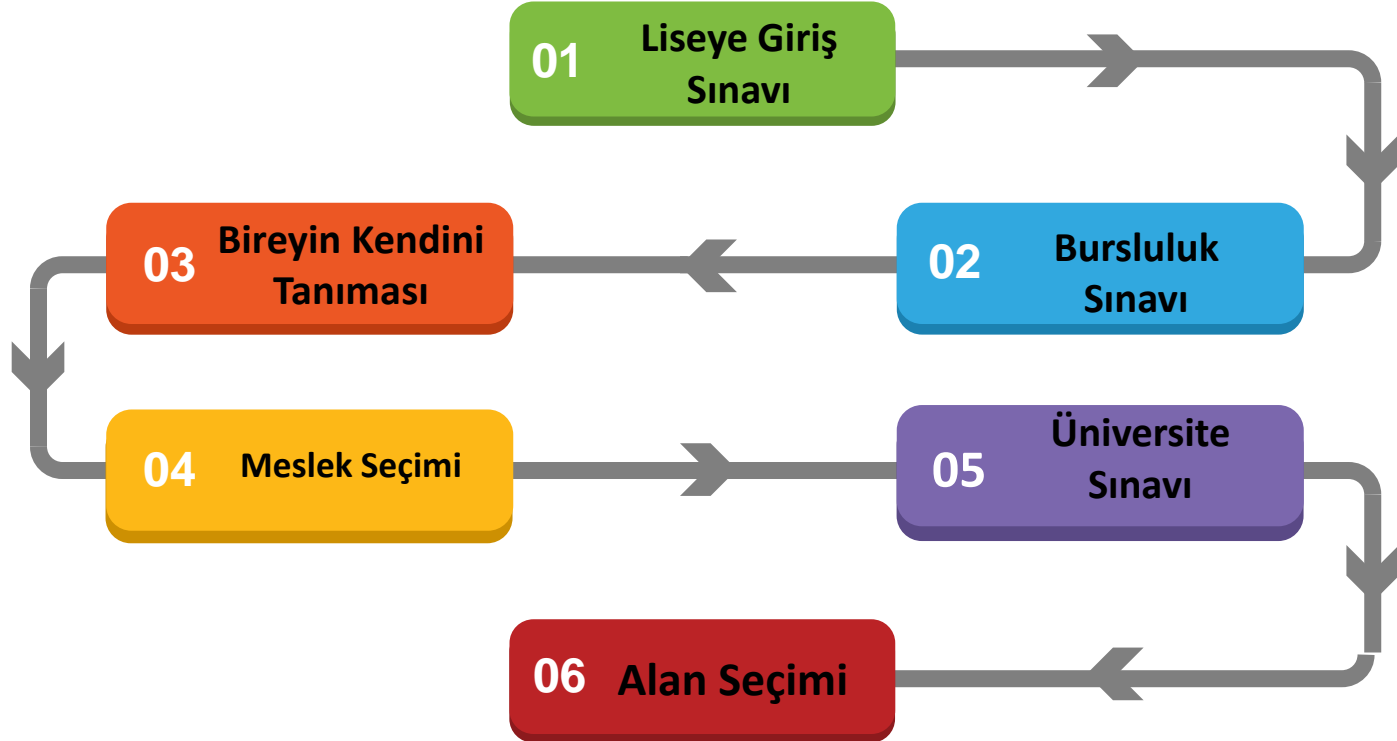 01
Liseye Giriş
Sınavı
02
Bursluluk
Sınavı
03
Bireyin Kendini
Tanıması
04
Meslek Seçimi
05
Üniversite
Sınavı
06
Alan Seçimi